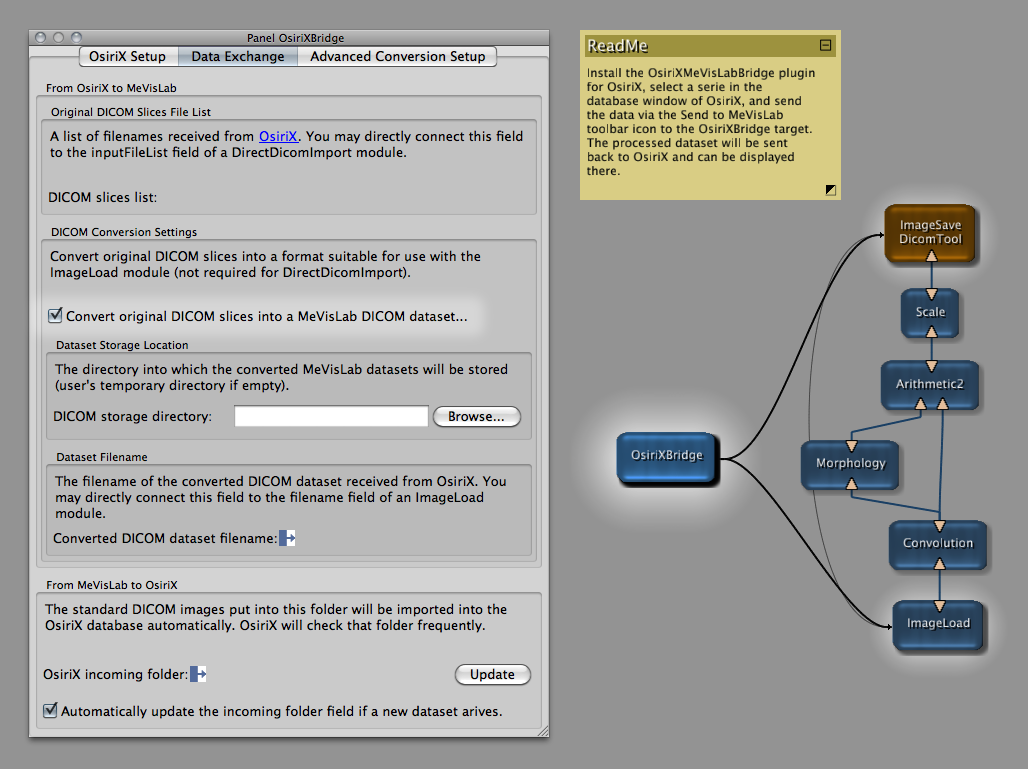 Panel OsiriXBridge
OsiriX Setup
Data Exchange
Advanced Conversion Setup
From OsiriX to MeVisLab
Original DICOM Slices File List
A list of filenames received from OsiriX. You may directly connect this field
to the inputFileList field of a DirectDicomImport module.
DICOM slices list:
DICOM Conversion Settings
Convert original DICOM slices into a format suitable for use with the
ImageLoad module (not required for DirectDicomImport).
Convert original DICOM slices into a MeVisLab DICOM dataset...
Dataset Storage Location
The directory into which the converted MeVisLab datasets will be stored
(user's temporary directory if empty).
DICOM storage directory:
Browse...
Dataset Filename
The filename of the converted DICOM dataset received from OsiriX. You
may directly connect this field to the filename field of an ImageLoad
module.
Converted DICOM dataset filename:
From MeVisLab to OsiriX
The standard DICOM images put into this folder will be imported into the
OsiriX database automatically. OsiriX will check that folder frequently.
OsiriX incoming folder:
Update
Automatically update the incoming folder field if a new dataset arives.
ReadMe
Install the OsiriXMeVisLabBridge plugin
for OsiriX, select a serie in the
database window of OsiriX, and send
the data via the Send to MeVisLab
toolbar icon to the OsiriXBridge target.
The processed dataset will be sent
back to OsiriX and can be displayed
there.
ImageSave
DicomTool
Scale
Arithmetic2
OsiriXBridge
Morphology
Convolution
ImageLoad